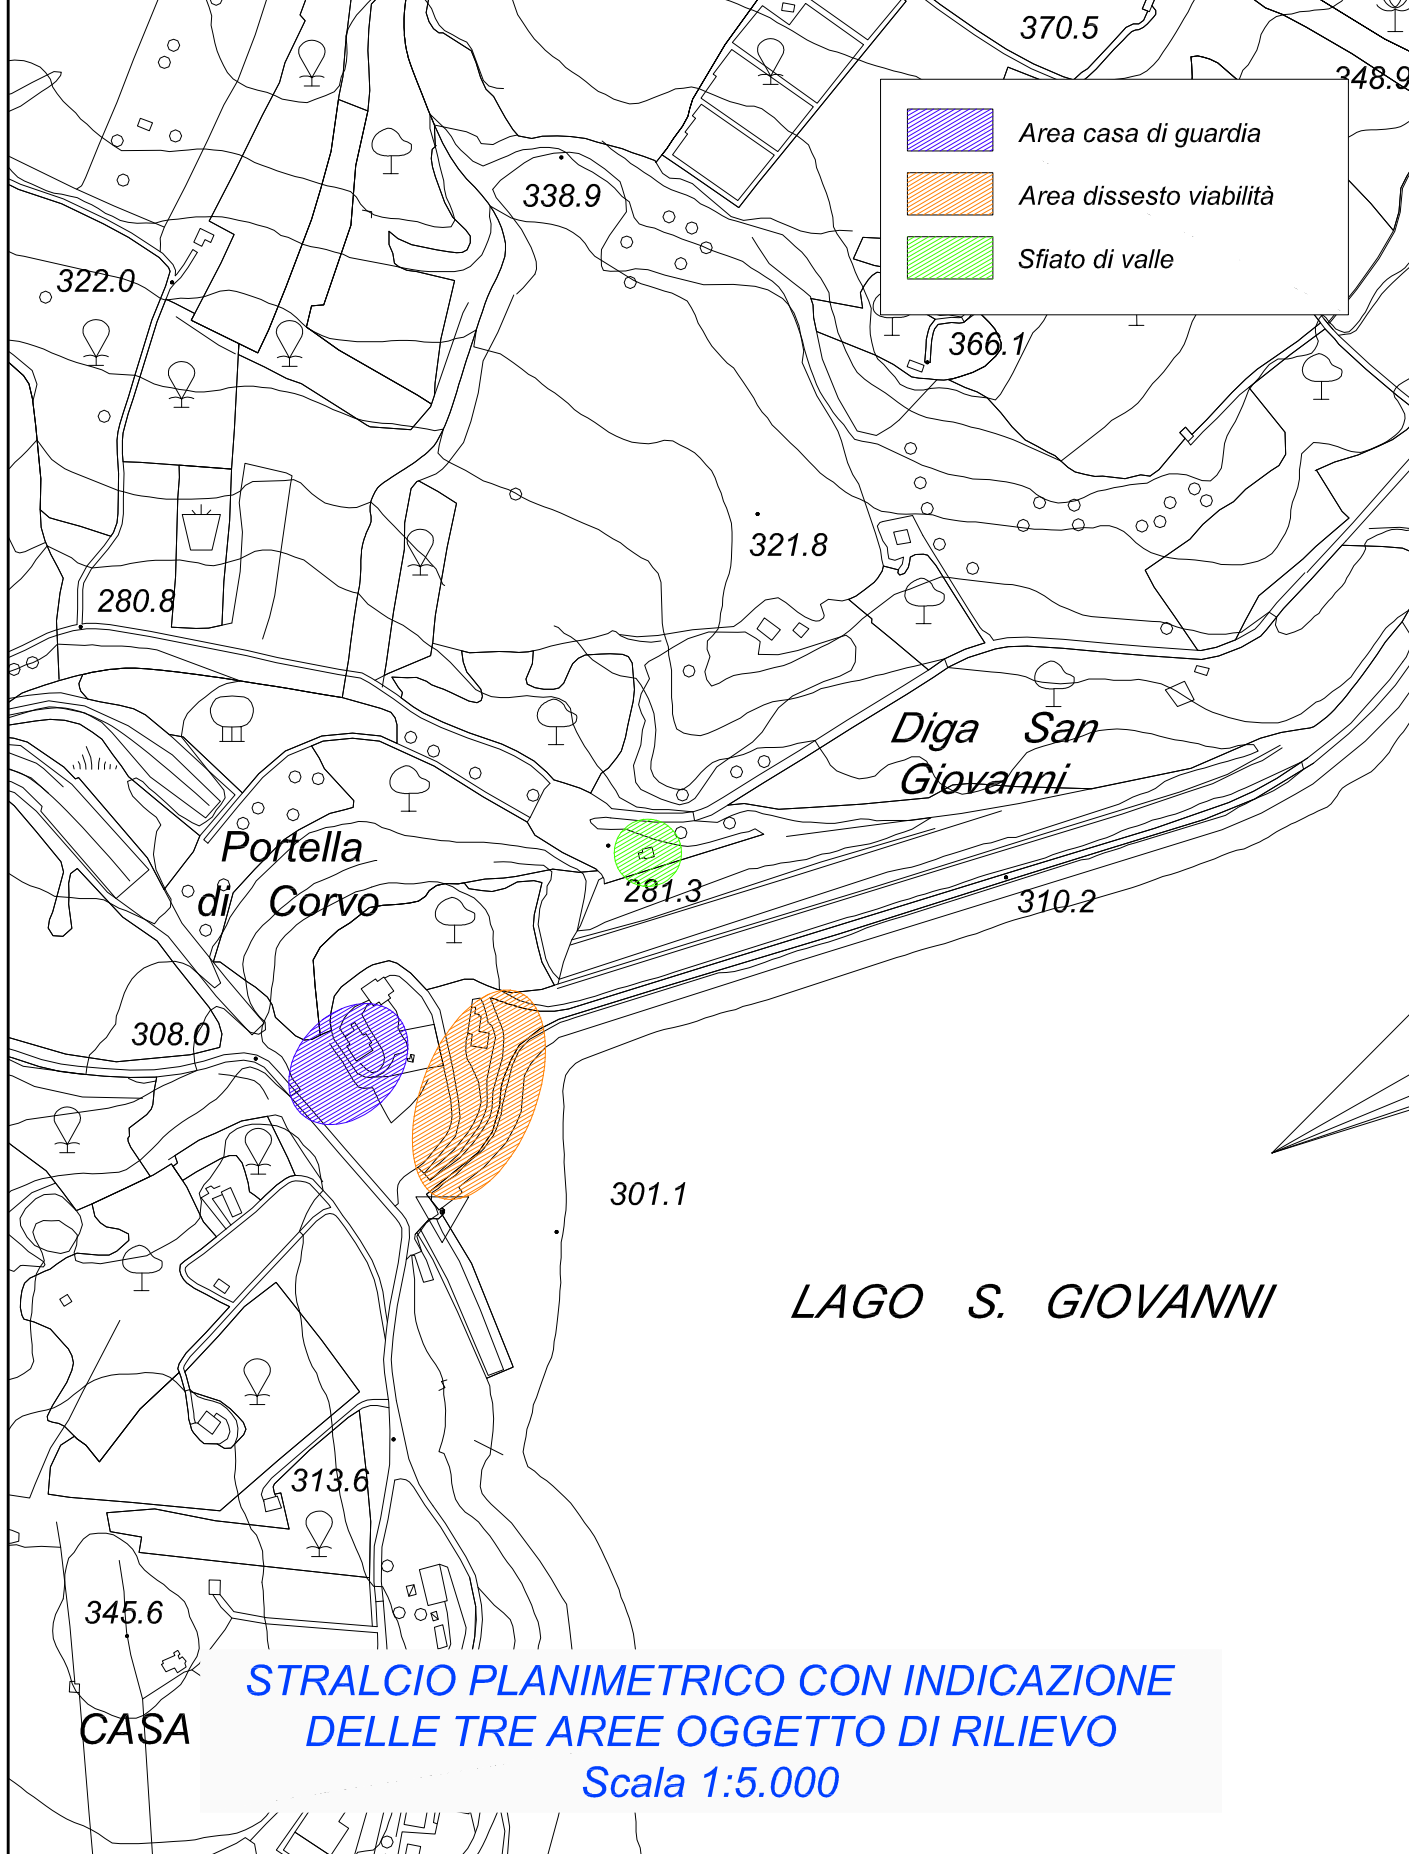 370.5
348.9
Area casa di guardia
Area dissesto viabilità
Sfiato di valle
338.9
322.0
366.1
321.8
280.8
Diga San
Giovanni
Portella
di Corvo
281.3
310.2
308.0
301.1
LAGO S. GIOVANNI
313.6
345.6
CASA
STRALCIO PLANIMETRICO CON INDICAZIONE
DELLE TRE AREE OGGETTO DI RILIEVO
Scala 1:5.000